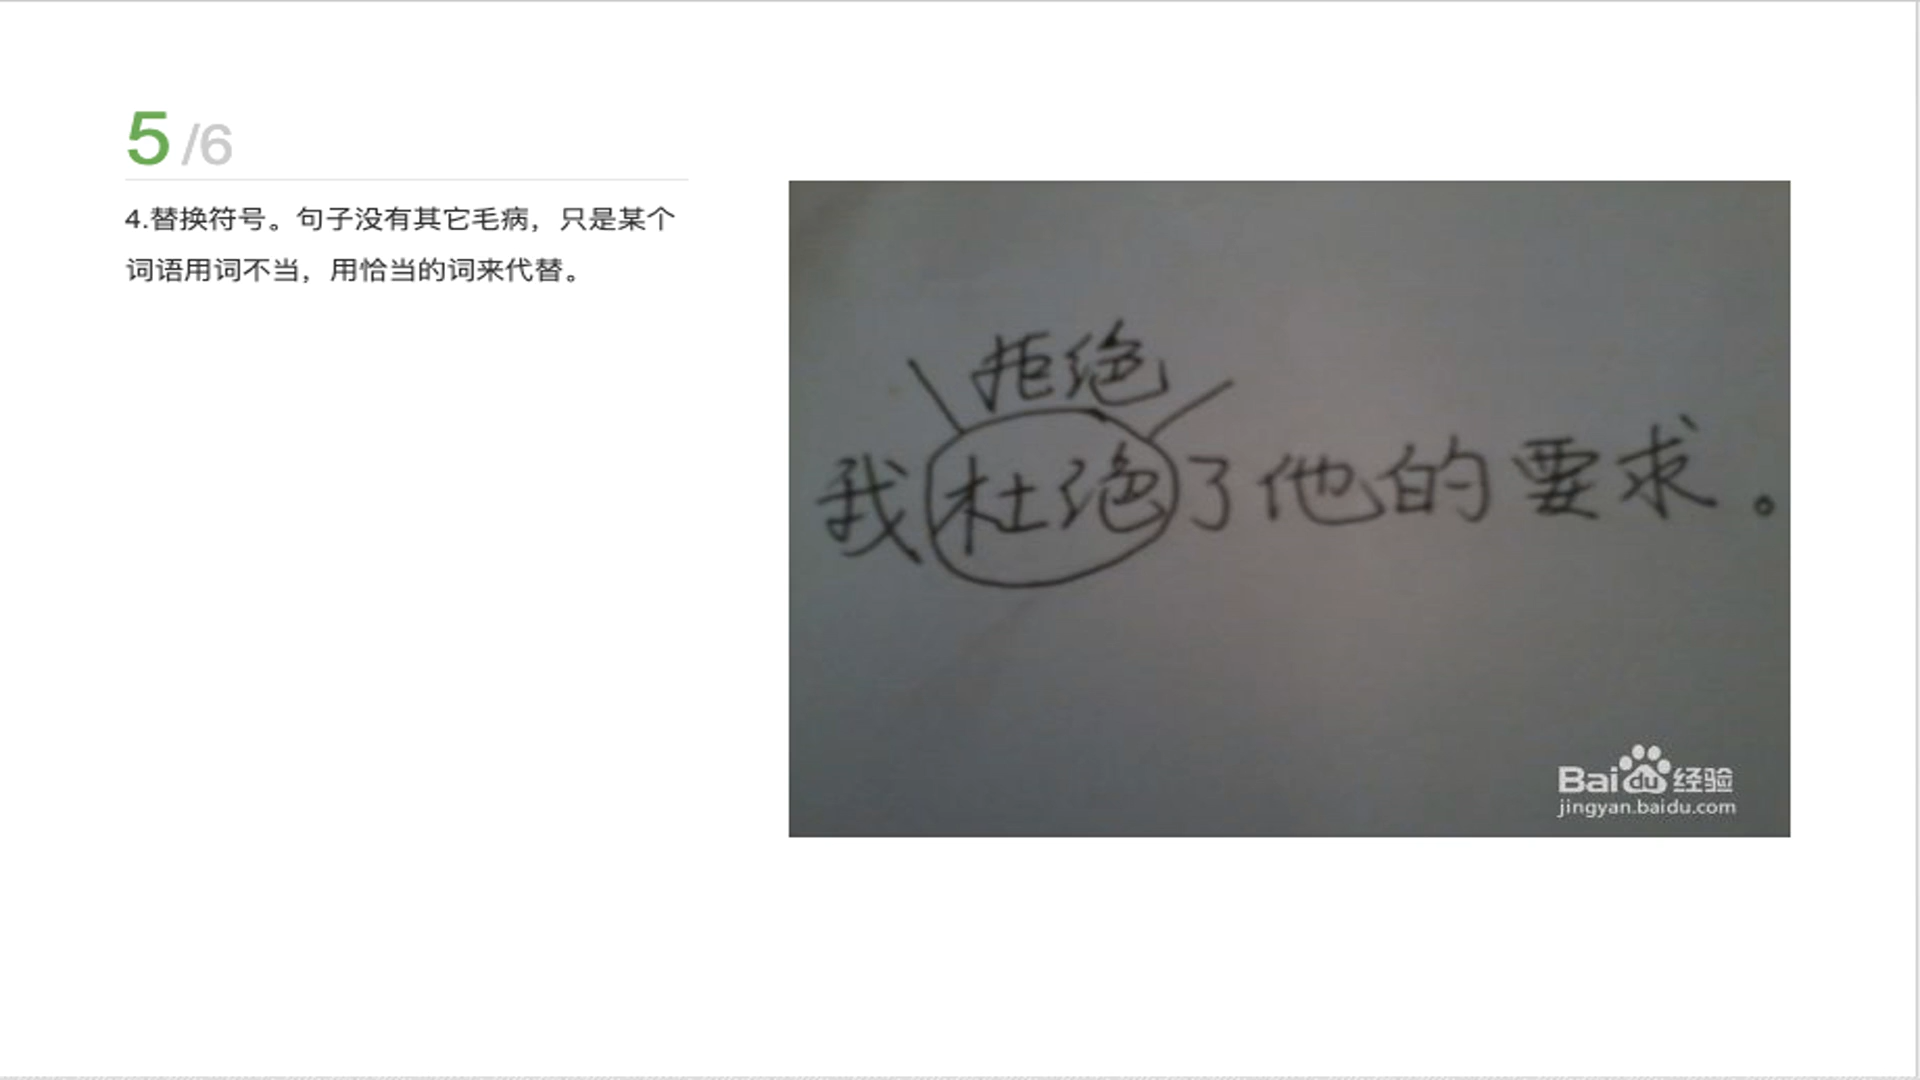 5/6
4.替换符号。句子没有其它毛病，只是某个
词语用词不当，用恰当的词来代替。
拒绝
我杜绝了他的要求。
Baidu经验
jingyan.baidu.com